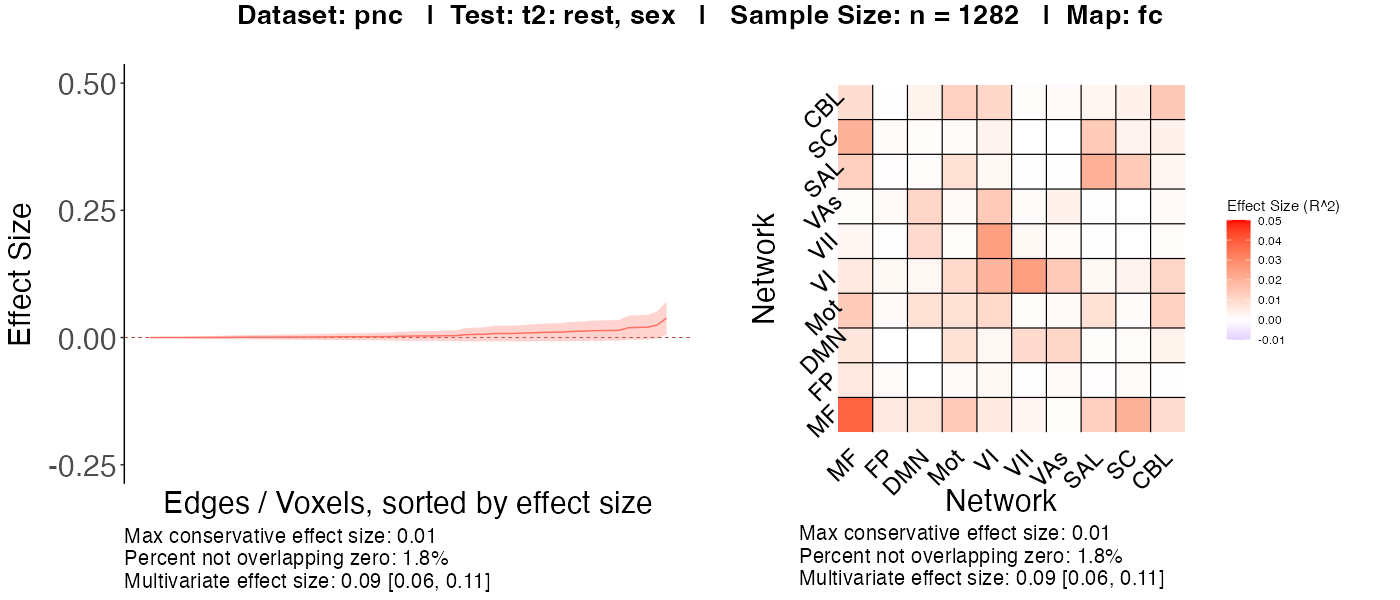 Dataset: pnc | Test: t2: rest, sex | Sample Size: n = 1282 | Map: fc
0.50
0.25
0.00
-0.25
Effect Size
Edges / Voxels, sorted by effect size
Max conservative effect size: 0.01
Percent not overlapping zero: 1.8%
Multivariate effect size: 0.09 [0.06, 0.11]
Network
CBL
SC
SAL
VAs
VII
VI
Mot
DMN
FP
MF
MF FP DMN Mot VI VII VAs SAL SC CBL
Network
Max conservative effect size: 0.01
Percent not overlapping zero: 1.8%
Multivariate effect size: 0.09 [0.06, 0.11]
Effect Size (R^2)
0.05
0.04
0.03
0.02
0.01
0.00
-0.01